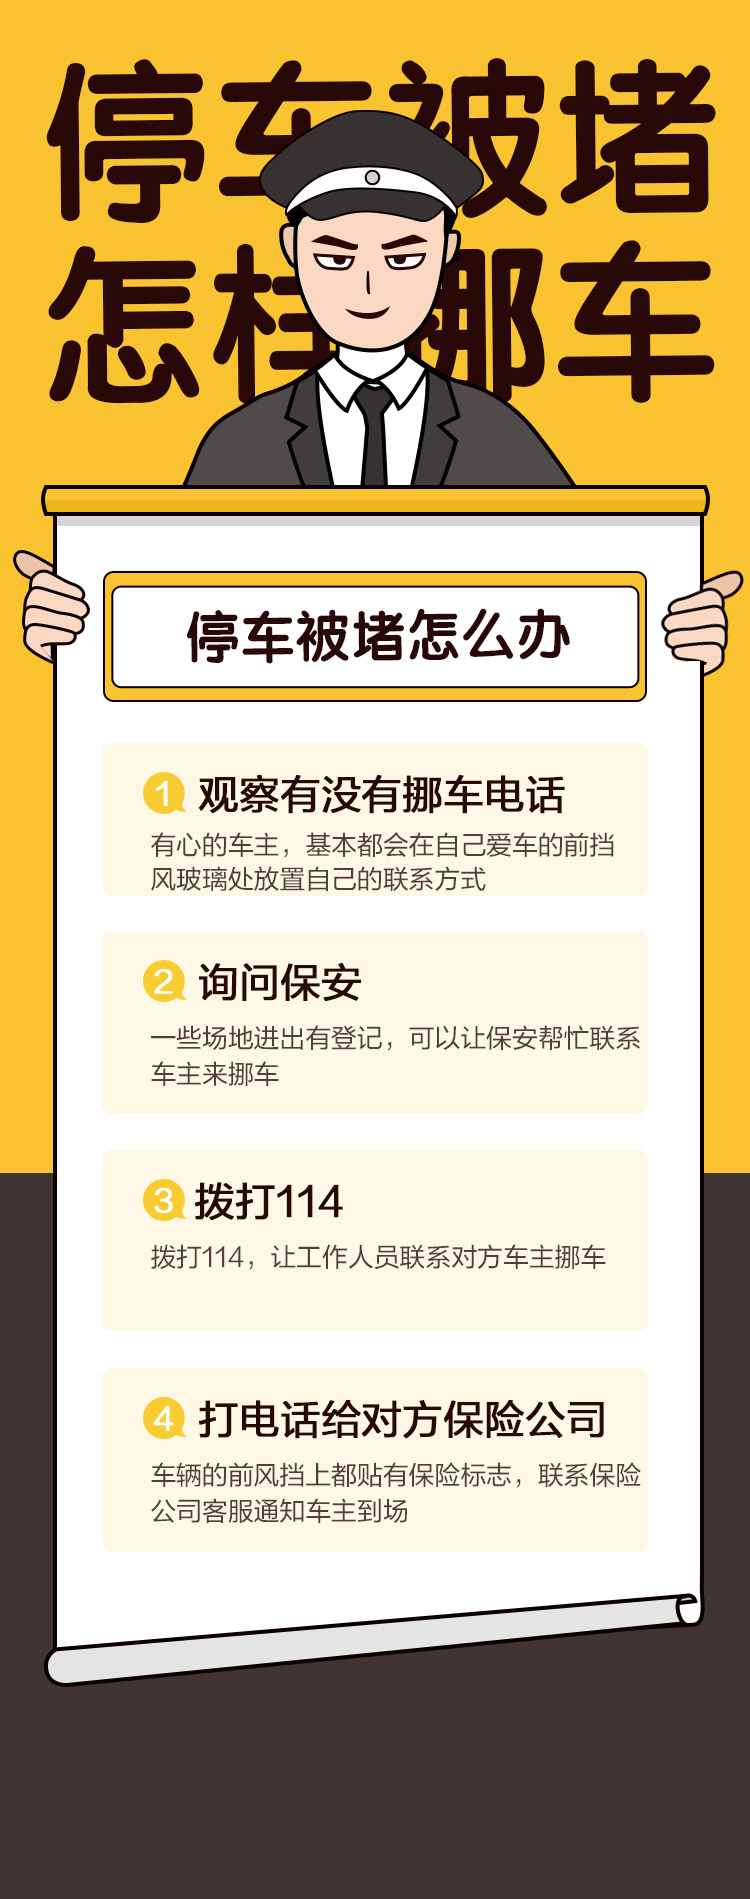 停车被堵
怎样挪车
停车被堵怎么办
1 观察有没有挪车电话
有心的车主，基本都会在自己爱车的前挡
风玻璃处放置自己的联系方式
2 询问保安
一些场地进出有登记，可以让保安帮忙联系
车主来挪车
3 拨打114
拨打114，让工作人员联系对方车主挪车
4 打电话给对方保险公司
车辆的前风挡上都贴有保险标志，联系保险
公司客服通知车主到场